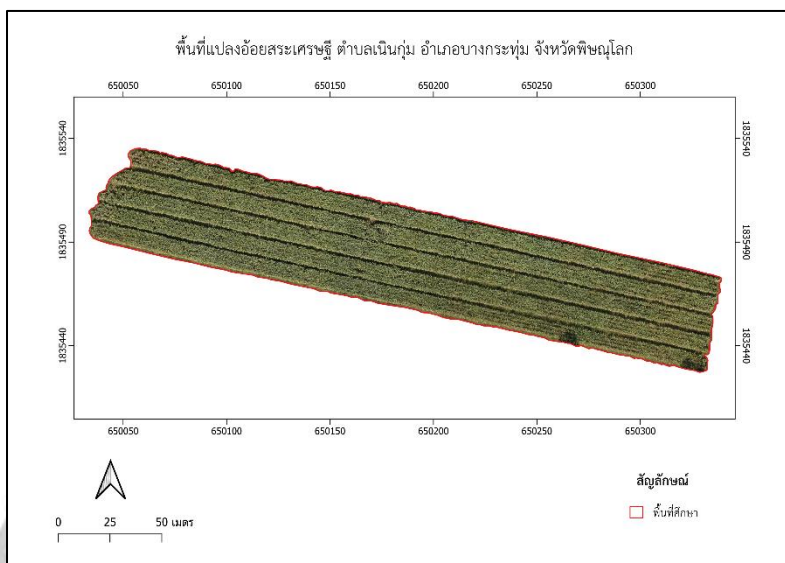 พื้นที่แปลงอ้อยสระเศรษฐี ตำบลเนินกุ่ม อำเภอบางกระทุ่ม จังหวัดพิษณุโลก
650050 650100 650150 650200 650250 650300
1835540 1835540
1835490 1835490
1835440 1835440
650050 650100 650150 650200 650250 650300
สัญลักษณ์
พื้นที่ศึกษา
0 25 50 เมตร